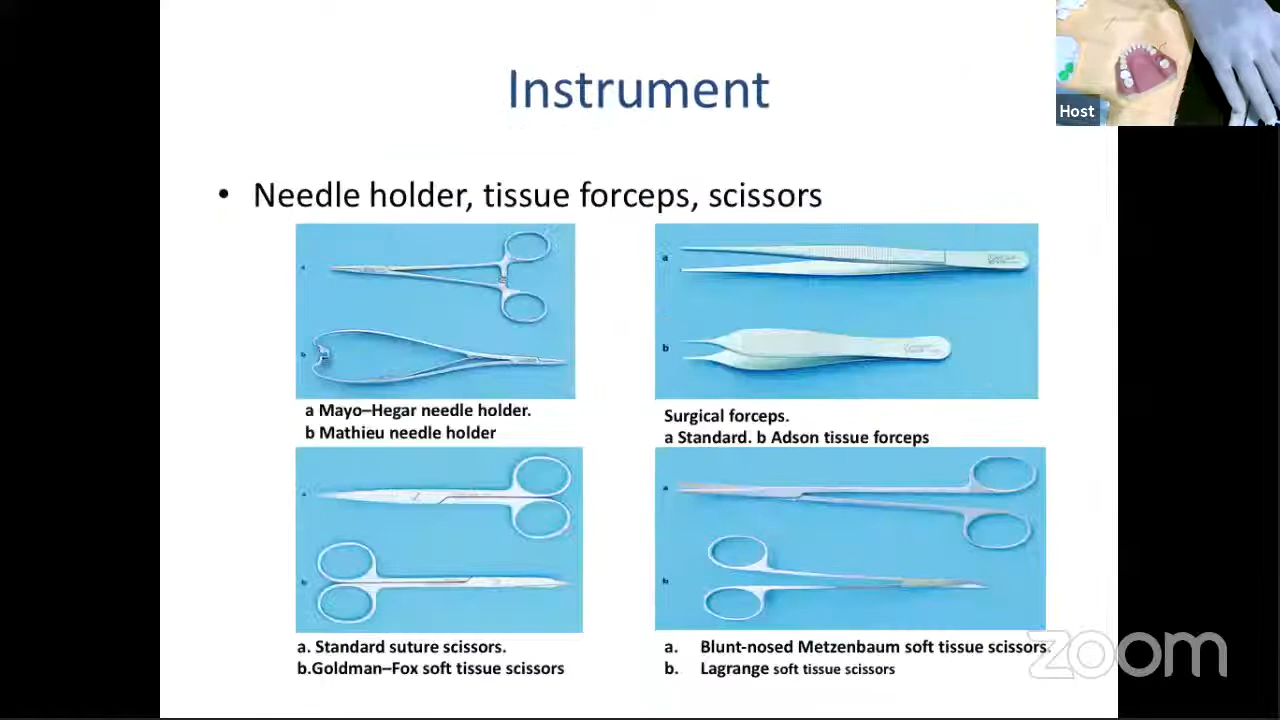 Instrument
Host
• Needle holder, tissue forceps, scissors
a
b
a Mayo–Hegar needle holder.
b Mathieu needle holder
a
b
Surgical forceps.
a Standard. b Adson tissue forceps
a
b
a. Standard suture scissors.
b.Goldman–Fox soft tissue scissors
a
b
a. Blunt-nosed Metzenbaum soft tissue scissors.
b. Lagrange soft tissue scissors
zoom